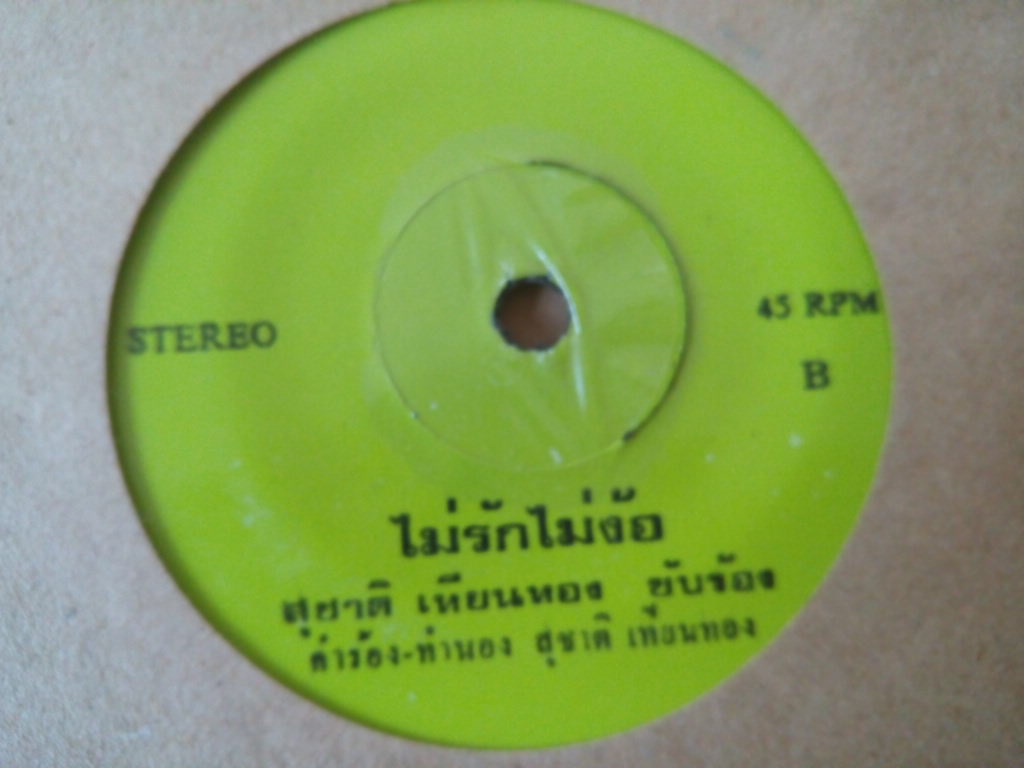 STEREO
45 RPM
B
ไม่รักไม่ง้อ
สุชาติ เทียนทอง ขับร้อง
คำร้อง-ทำนอง สุชาติ เทียนทอง